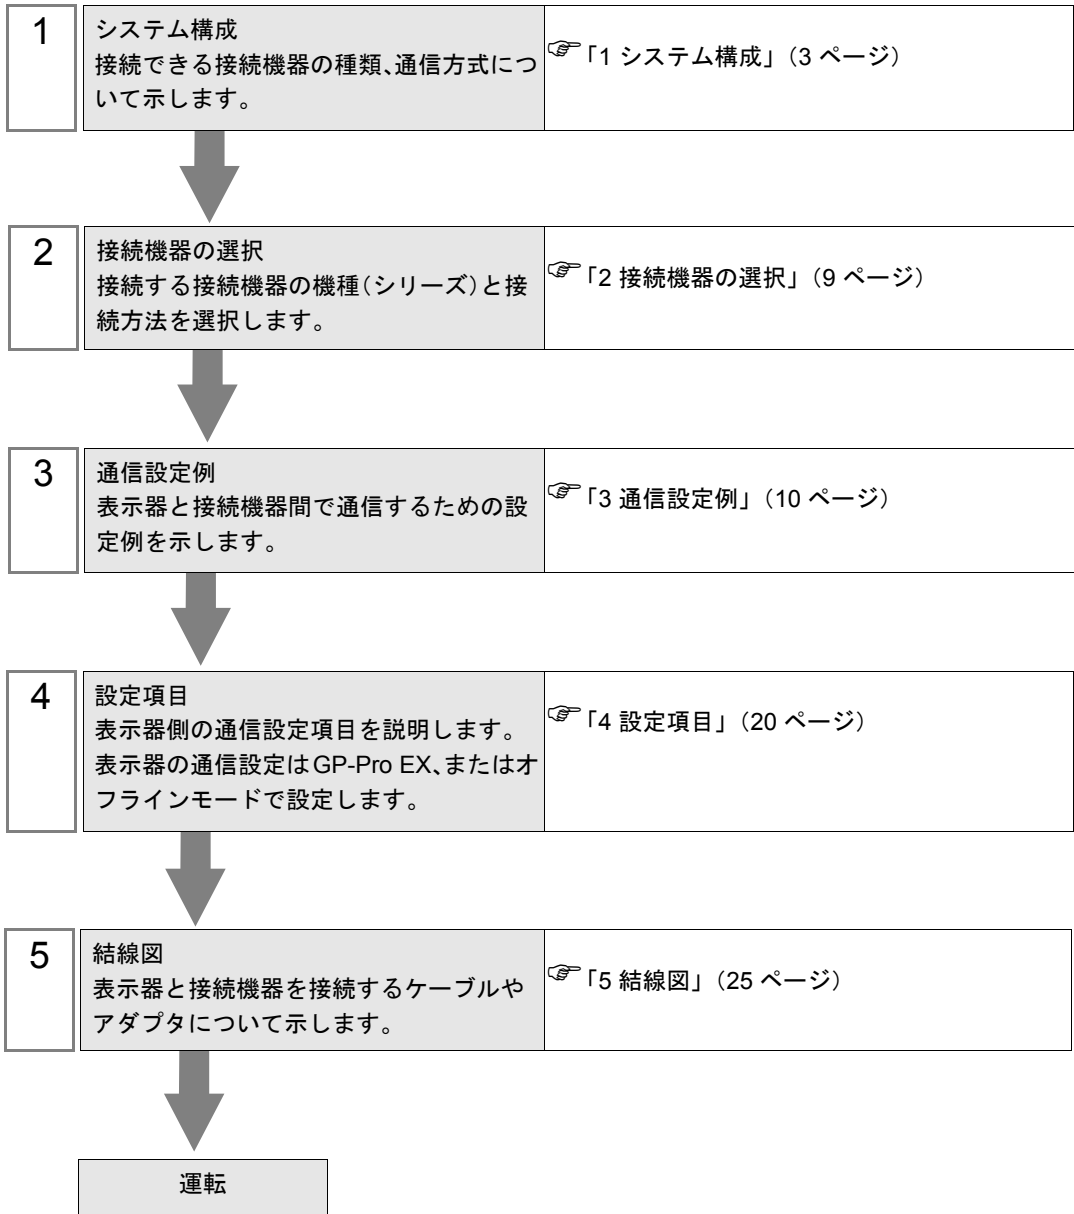 1
システム構成
接続できる接続機器の種類、通信方式につ
いて示します。
☞「1 システム構成」(3 ページ)
2
接続機器の選択
接続する接続機器の機種(シリーズ)と接
続方法を選択します。
☞「2 接続機器の選択」(9 ページ)
3
通信設定例
表示器と接続機器間で通信するための設
定例を示します。
☞「3 通信設定例」(10 ページ)
4
設定項目
表示器側の通信設定項目を説明します。
表示器の通信設定はGP-Pro EX、またはオ
フラインモードで設定します。
☞「4 設定項目」(20 ページ)
5
結線図
表示器と接続機器を接続するケーブルや
アダプタについて示します。
☞「5 結線図」(25 ページ)
運転